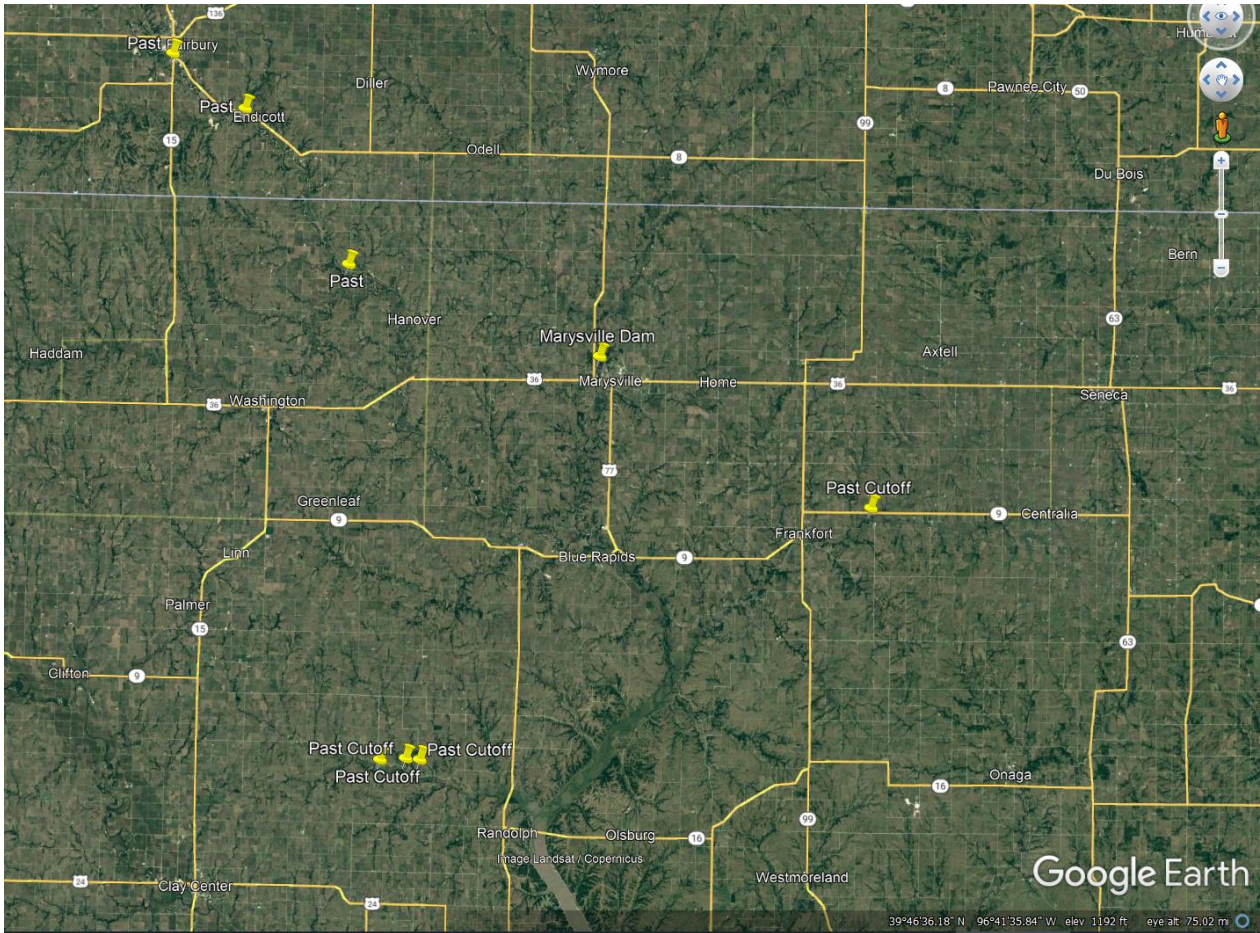 136
Past Fairbury
Humboldt
Wymore
Diller
8
Pawnee City
50
Past
Endicott
99
15
Odell
8
Du Bois
Bern
Past
Hanover
63
Marysville Dam
Haddam
Axtell
36
Marysville
Home
36
36
Seneca
Washington
36
77
Past Cutoff
Greenleaf
9
9
Centralia
Frankfort
Linn
Blue Rapids
9
Palmer
15
63
Clifton
9
Past Cutoff
Past Cutoff
Past Cutoff
Onaga
16
99
Randolph
Olsburg
16
Image Landsat / Copernicus
Westmoreland
Google Earth
24
Clay Center
24
39°46'36.18" N 96°41'35.84" W elev 1192 ft eye alt 75.02 mi